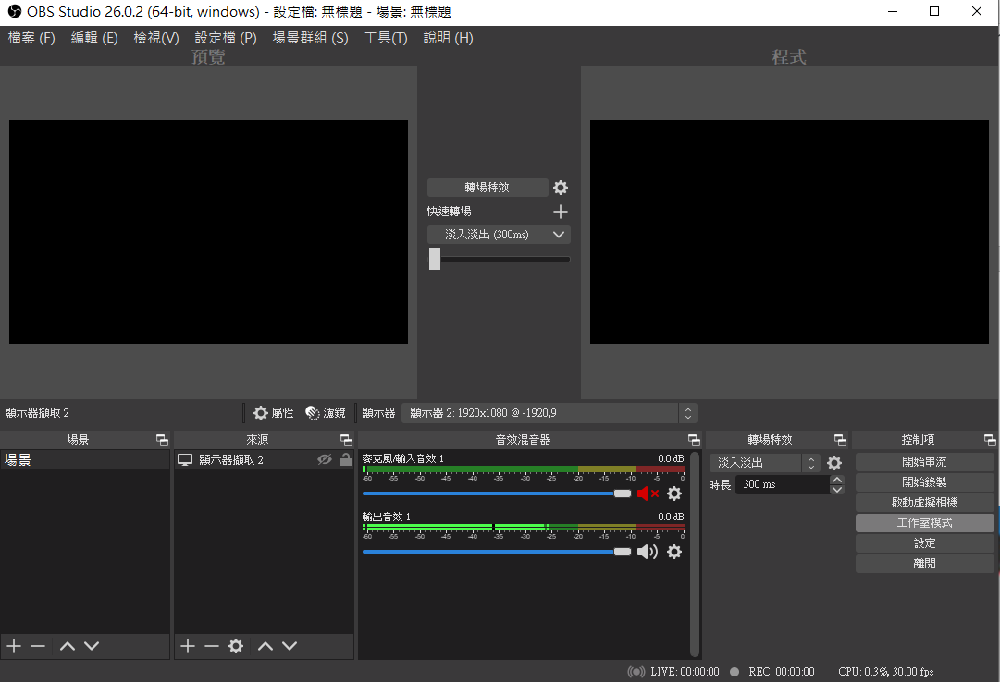 OBS Studio 26.0.2 (64-bit, windows) - 設定檔: 無標題 - 場景: 無標題
檔案 (F) 編輯 (E) 檢視(V) 設定檔 (P) 場景群組 (S) 工具(T) 說明 (H)
預覽 程式
轉場特效
快速轉場
淡入淡出 (300ms)
顯示器擷取 2 屬性 濾鏡 顯示器 顯示器 2: 1920x1080 @ -1920,9
場景 來源 音效混音器 轉場特效 控制項
場景
顯示器擷取 2
麥克風/輸入音效 1 0.0 dB
-60 -55 -50 -45 -40 -35 -30 -25 -20 -15 -10 -5 0
輸出音效 1 0.0 dB
-60 -55 -50 -45 -40 -35 -30 -25 -20 -15 -10 -5 0
淡入淡出
時長 300 ms
開始串流
開始錄製
啟動虛擬相機
工作室模式
設定
離開
LIVE: 00:00:00 REC: 00:00:00 CPU: 0.3%, 30.00 fps